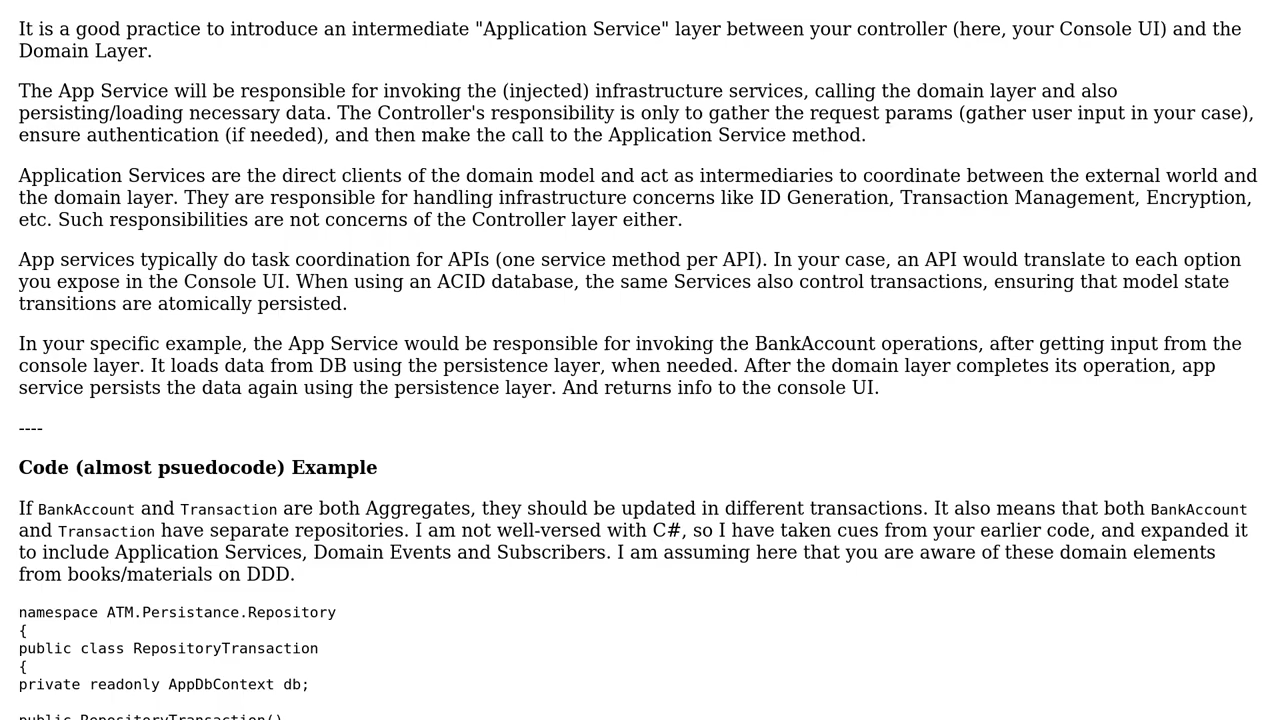 It is a good practice to introduce an intermediate "Application Service" layer between your controller (here, your Console UI) and the
Domain Layer.
The App Service will be responsible for invoking the (injected) infrastructure services, calling the domain layer and also
persisting/loading necessary data. The Controller's responsibility is only to gather the request params (gather user input in your case),
ensure authentication (if needed), and then make the call to the Application Service method.
Application Services are the direct clients of the domain model and act as intermediaries to coordinate between the external world and
the domain layer. They are responsible for handling infrastructure concerns like ID Generation, Transaction Management, Encryption,
etc. Such responsibilities are not concerns of the Controller layer either.
App services typically do task coordination for APIs (one service method per API). In your case, an API would translate to each option
you expose in the Console UI. When using an ACID database, the same Services also control transactions, ensuring that model state
transitions are atomically persisted.
In your specific example, the App Service would be responsible for invoking the BankAccount operations, after getting input from the
console layer. It loads data from DB using the persistence layer, when needed. After the domain layer completes its operation, app
service persists the data again using the persistence layer. And returns info to the console UI.
----
Code (almost psuedocode) Example
If BankAccount and Transaction are both Aggregates, they should be updated in different transactions. It also means that both BankAccount
and Transaction have separate repositories. I am not well-versed with C#, so I have taken cues from your earlier code, and expanded it
to include Application Services, Domain Events and Subscribers. I am assuming here that you are aware of these domain elements
from books/materials on DDD.
namespace ATM.Persistance.Repository
{
public class RepositoryTransaction
{
private readonly AppDbContext db;
public RepositoryTransaction()